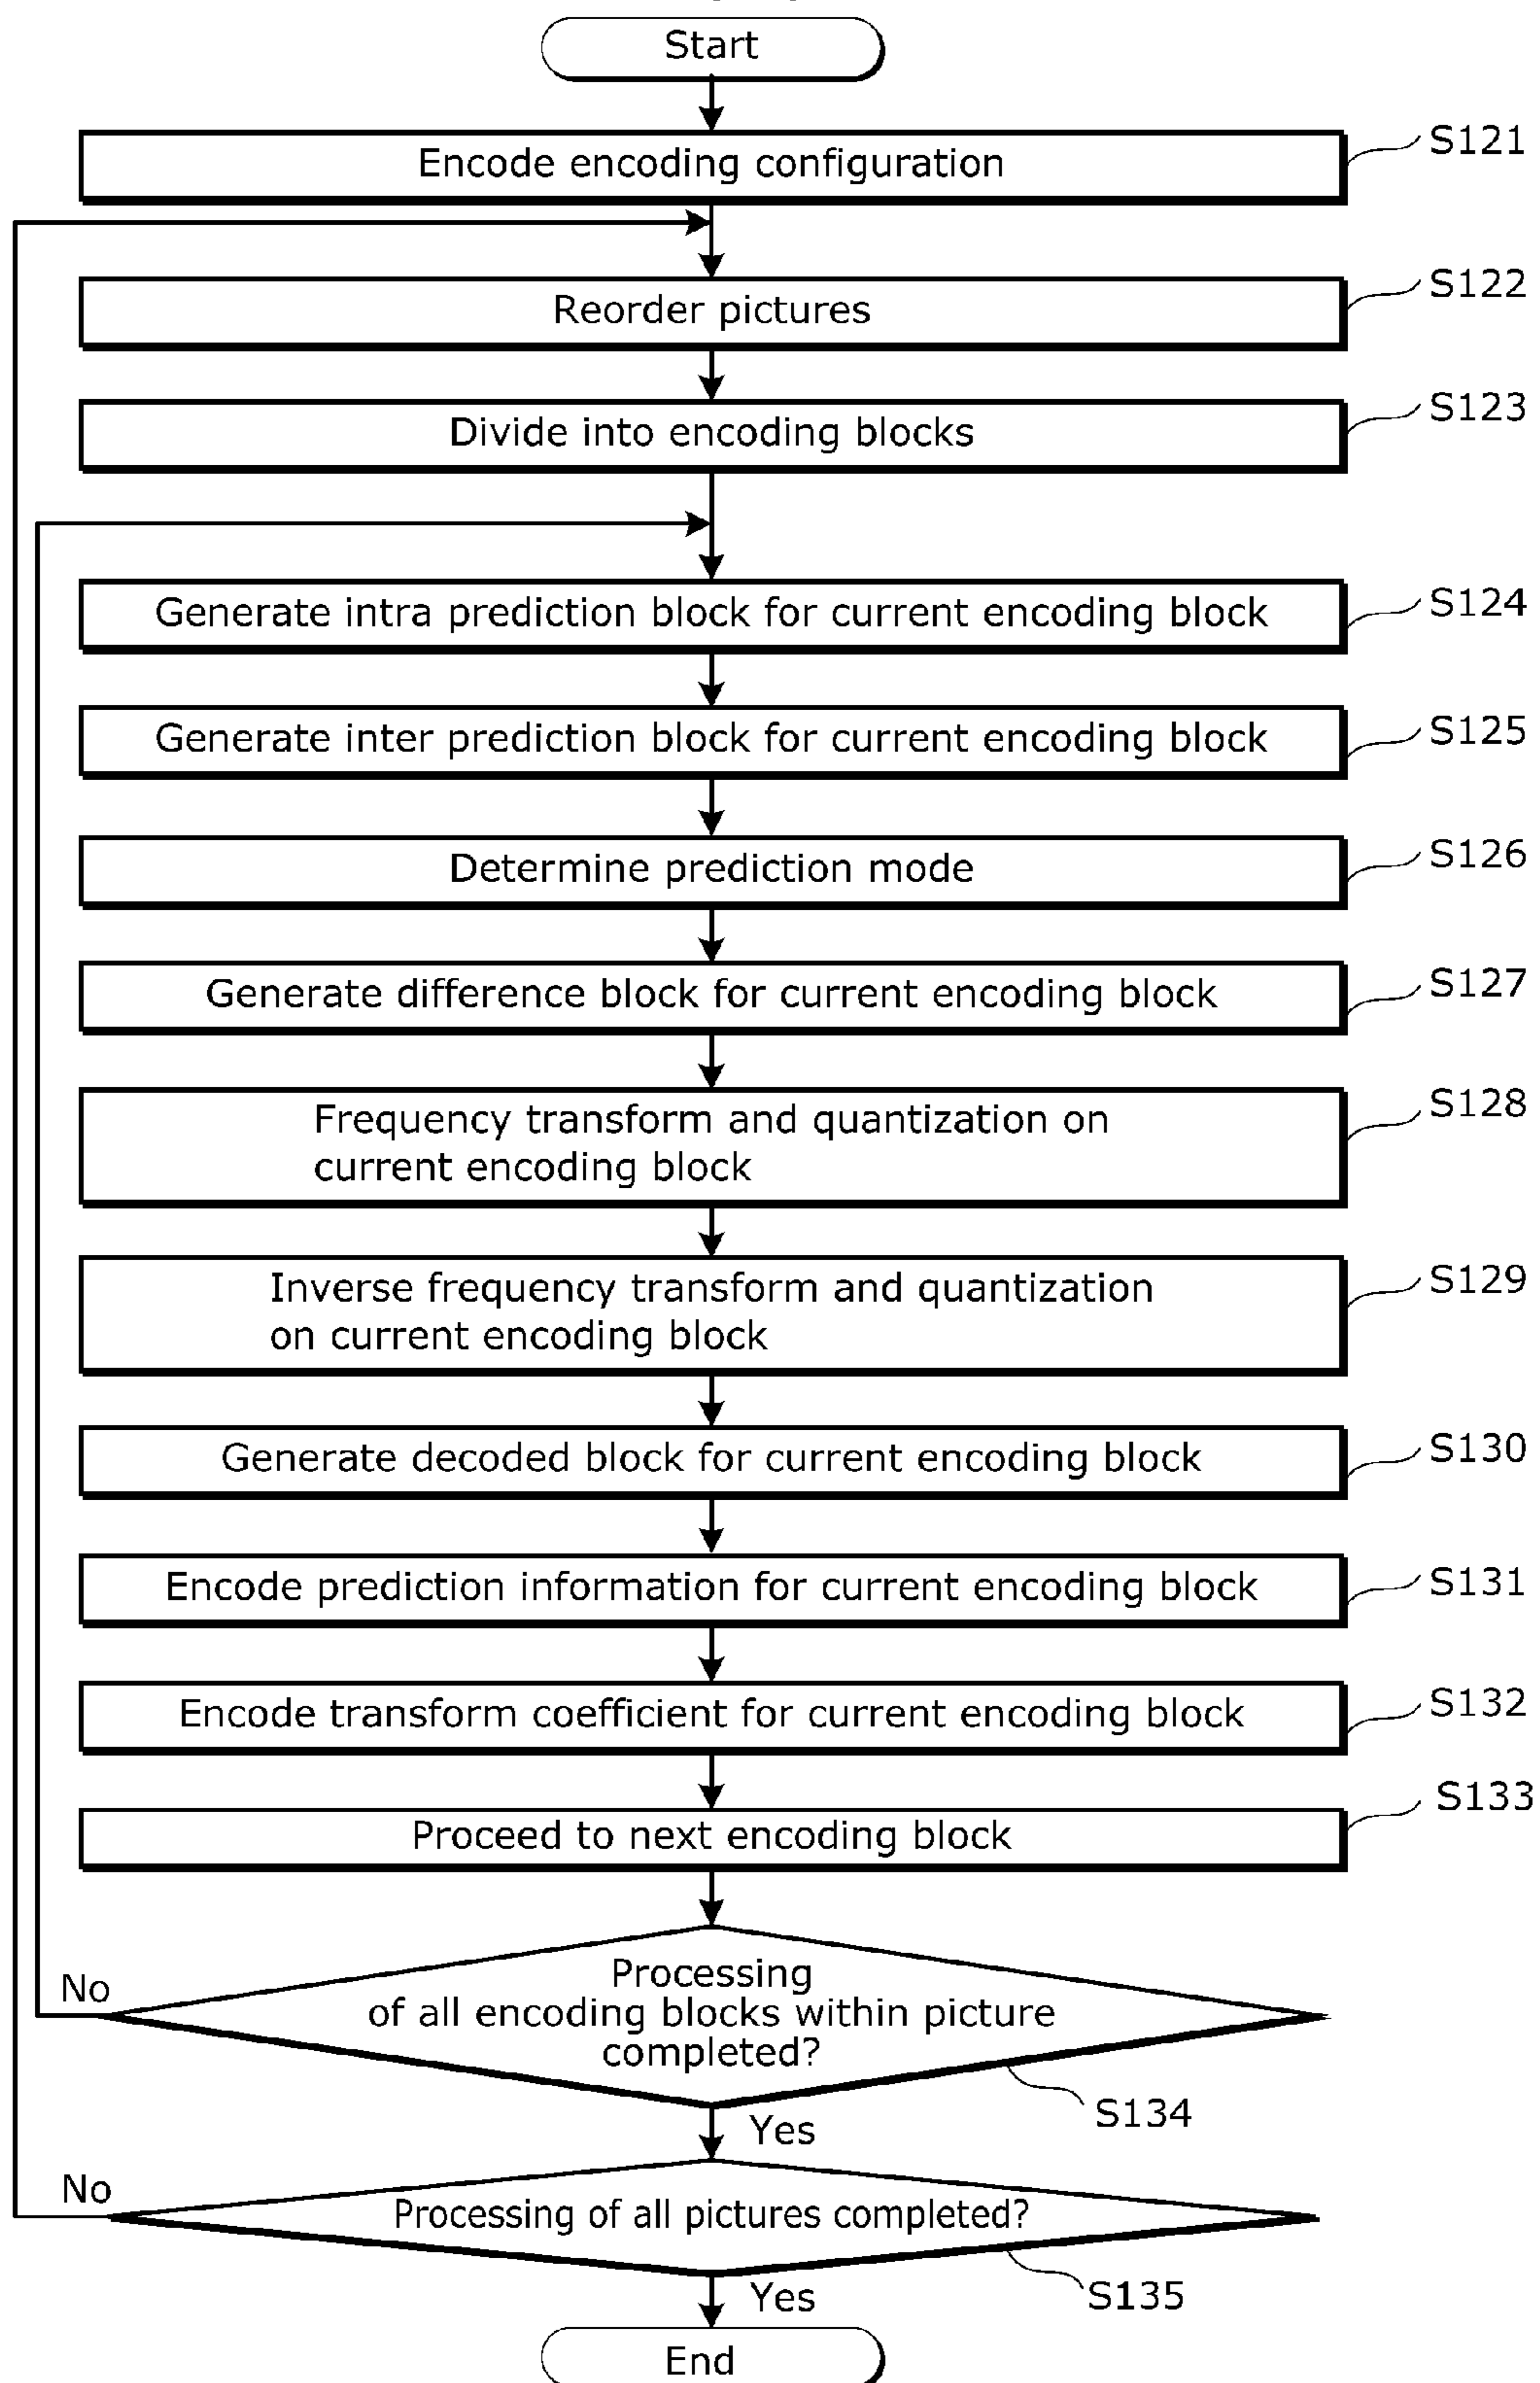 Start
Encode encoding configuration
S121
Reorder pictures
S122
Divide into encoding blocks
S123
Generate intra prediction block for current encoding block
S124
Generate inter prediction block for current encoding block
S125
Determine prediction mode
S126
Generate difference block for current encoding block
S127
Frequency transform and quantization on
current encoding block
S128
Inverse frequency transform and quantization
on current encoding block
S129
Generate decoded block for current encoding block
S130
Encode prediction information for current encoding block
S131
Encode transform coefficient for current encoding block
S132
Proceed to next encoding block
S133
Processing
of all encoding blocks within picture
completed?
No
S134
Yes
Processing of all pictures completed?
No
S135
Yes
End